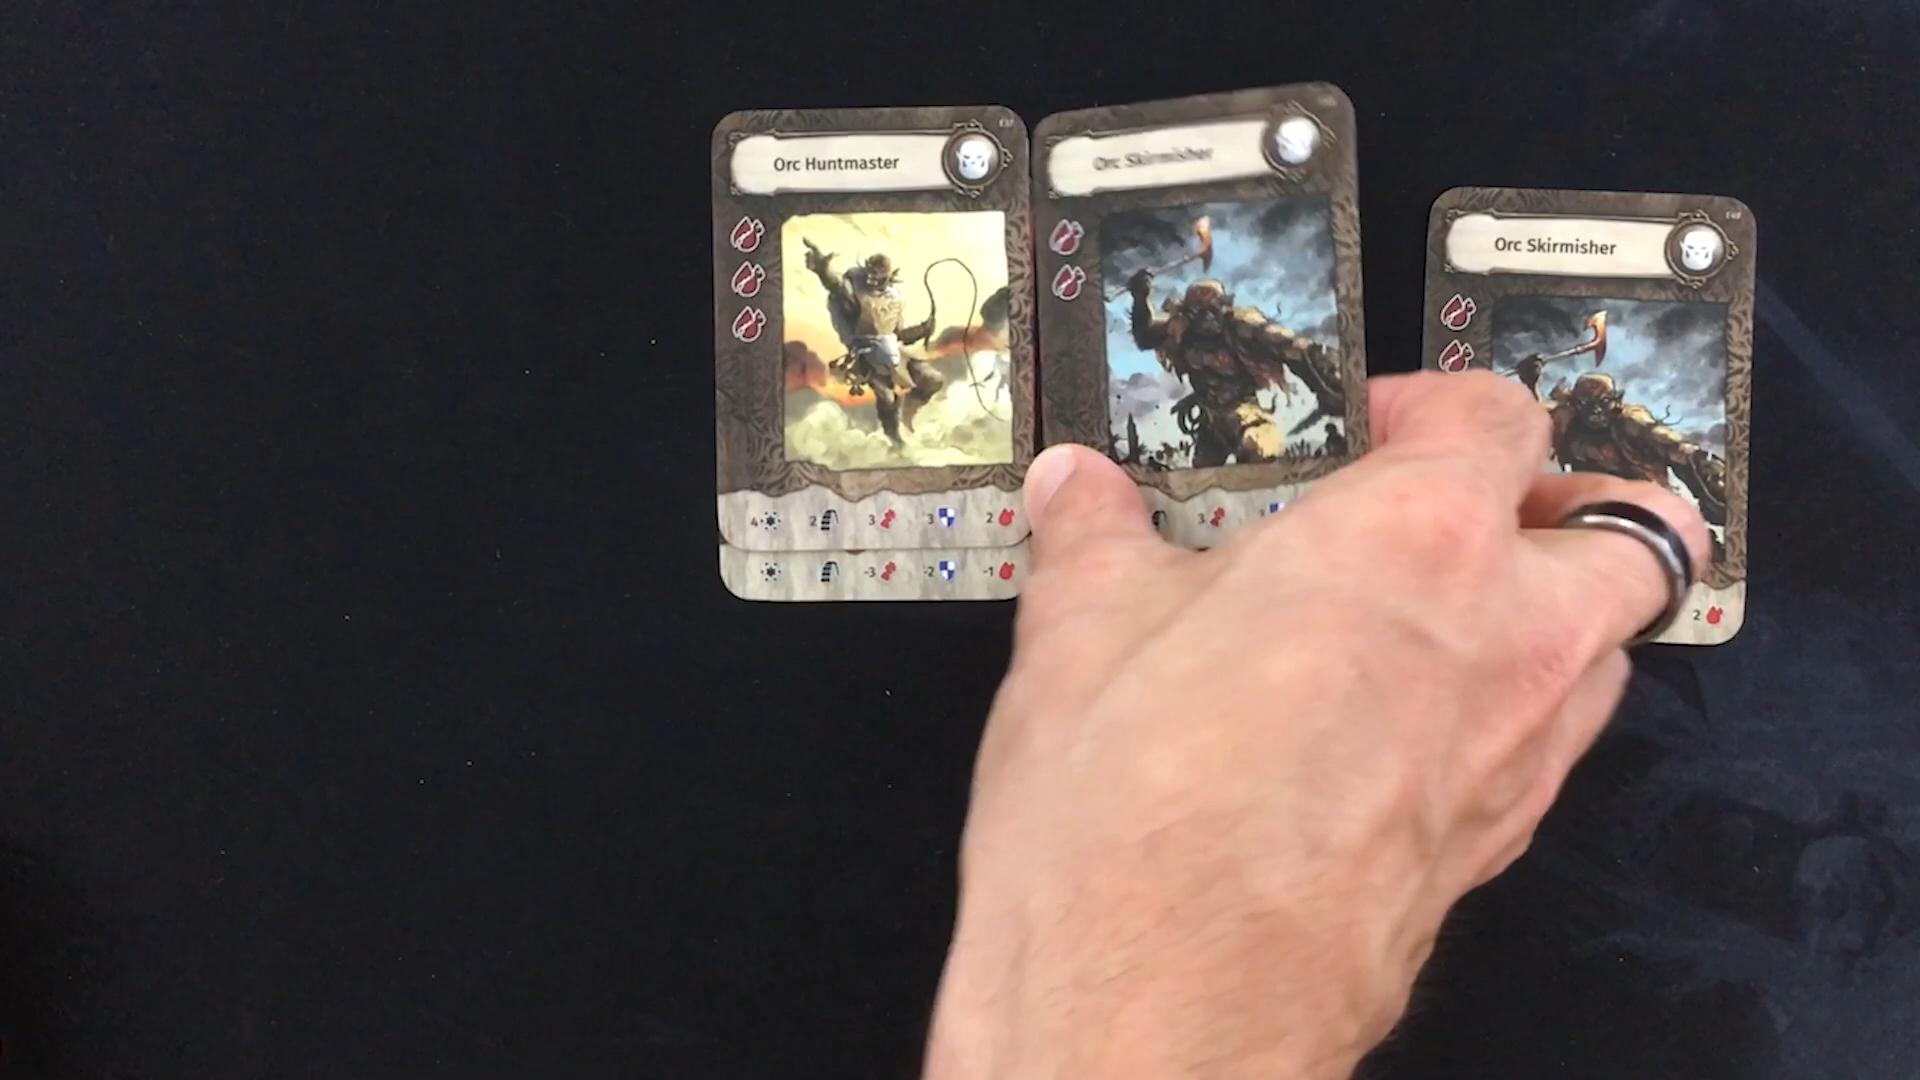 Orc Huntmaster
4 2 3 3 2
-3 -2 -1
Orc Skirmisher
3
Orc Skirmisher
2